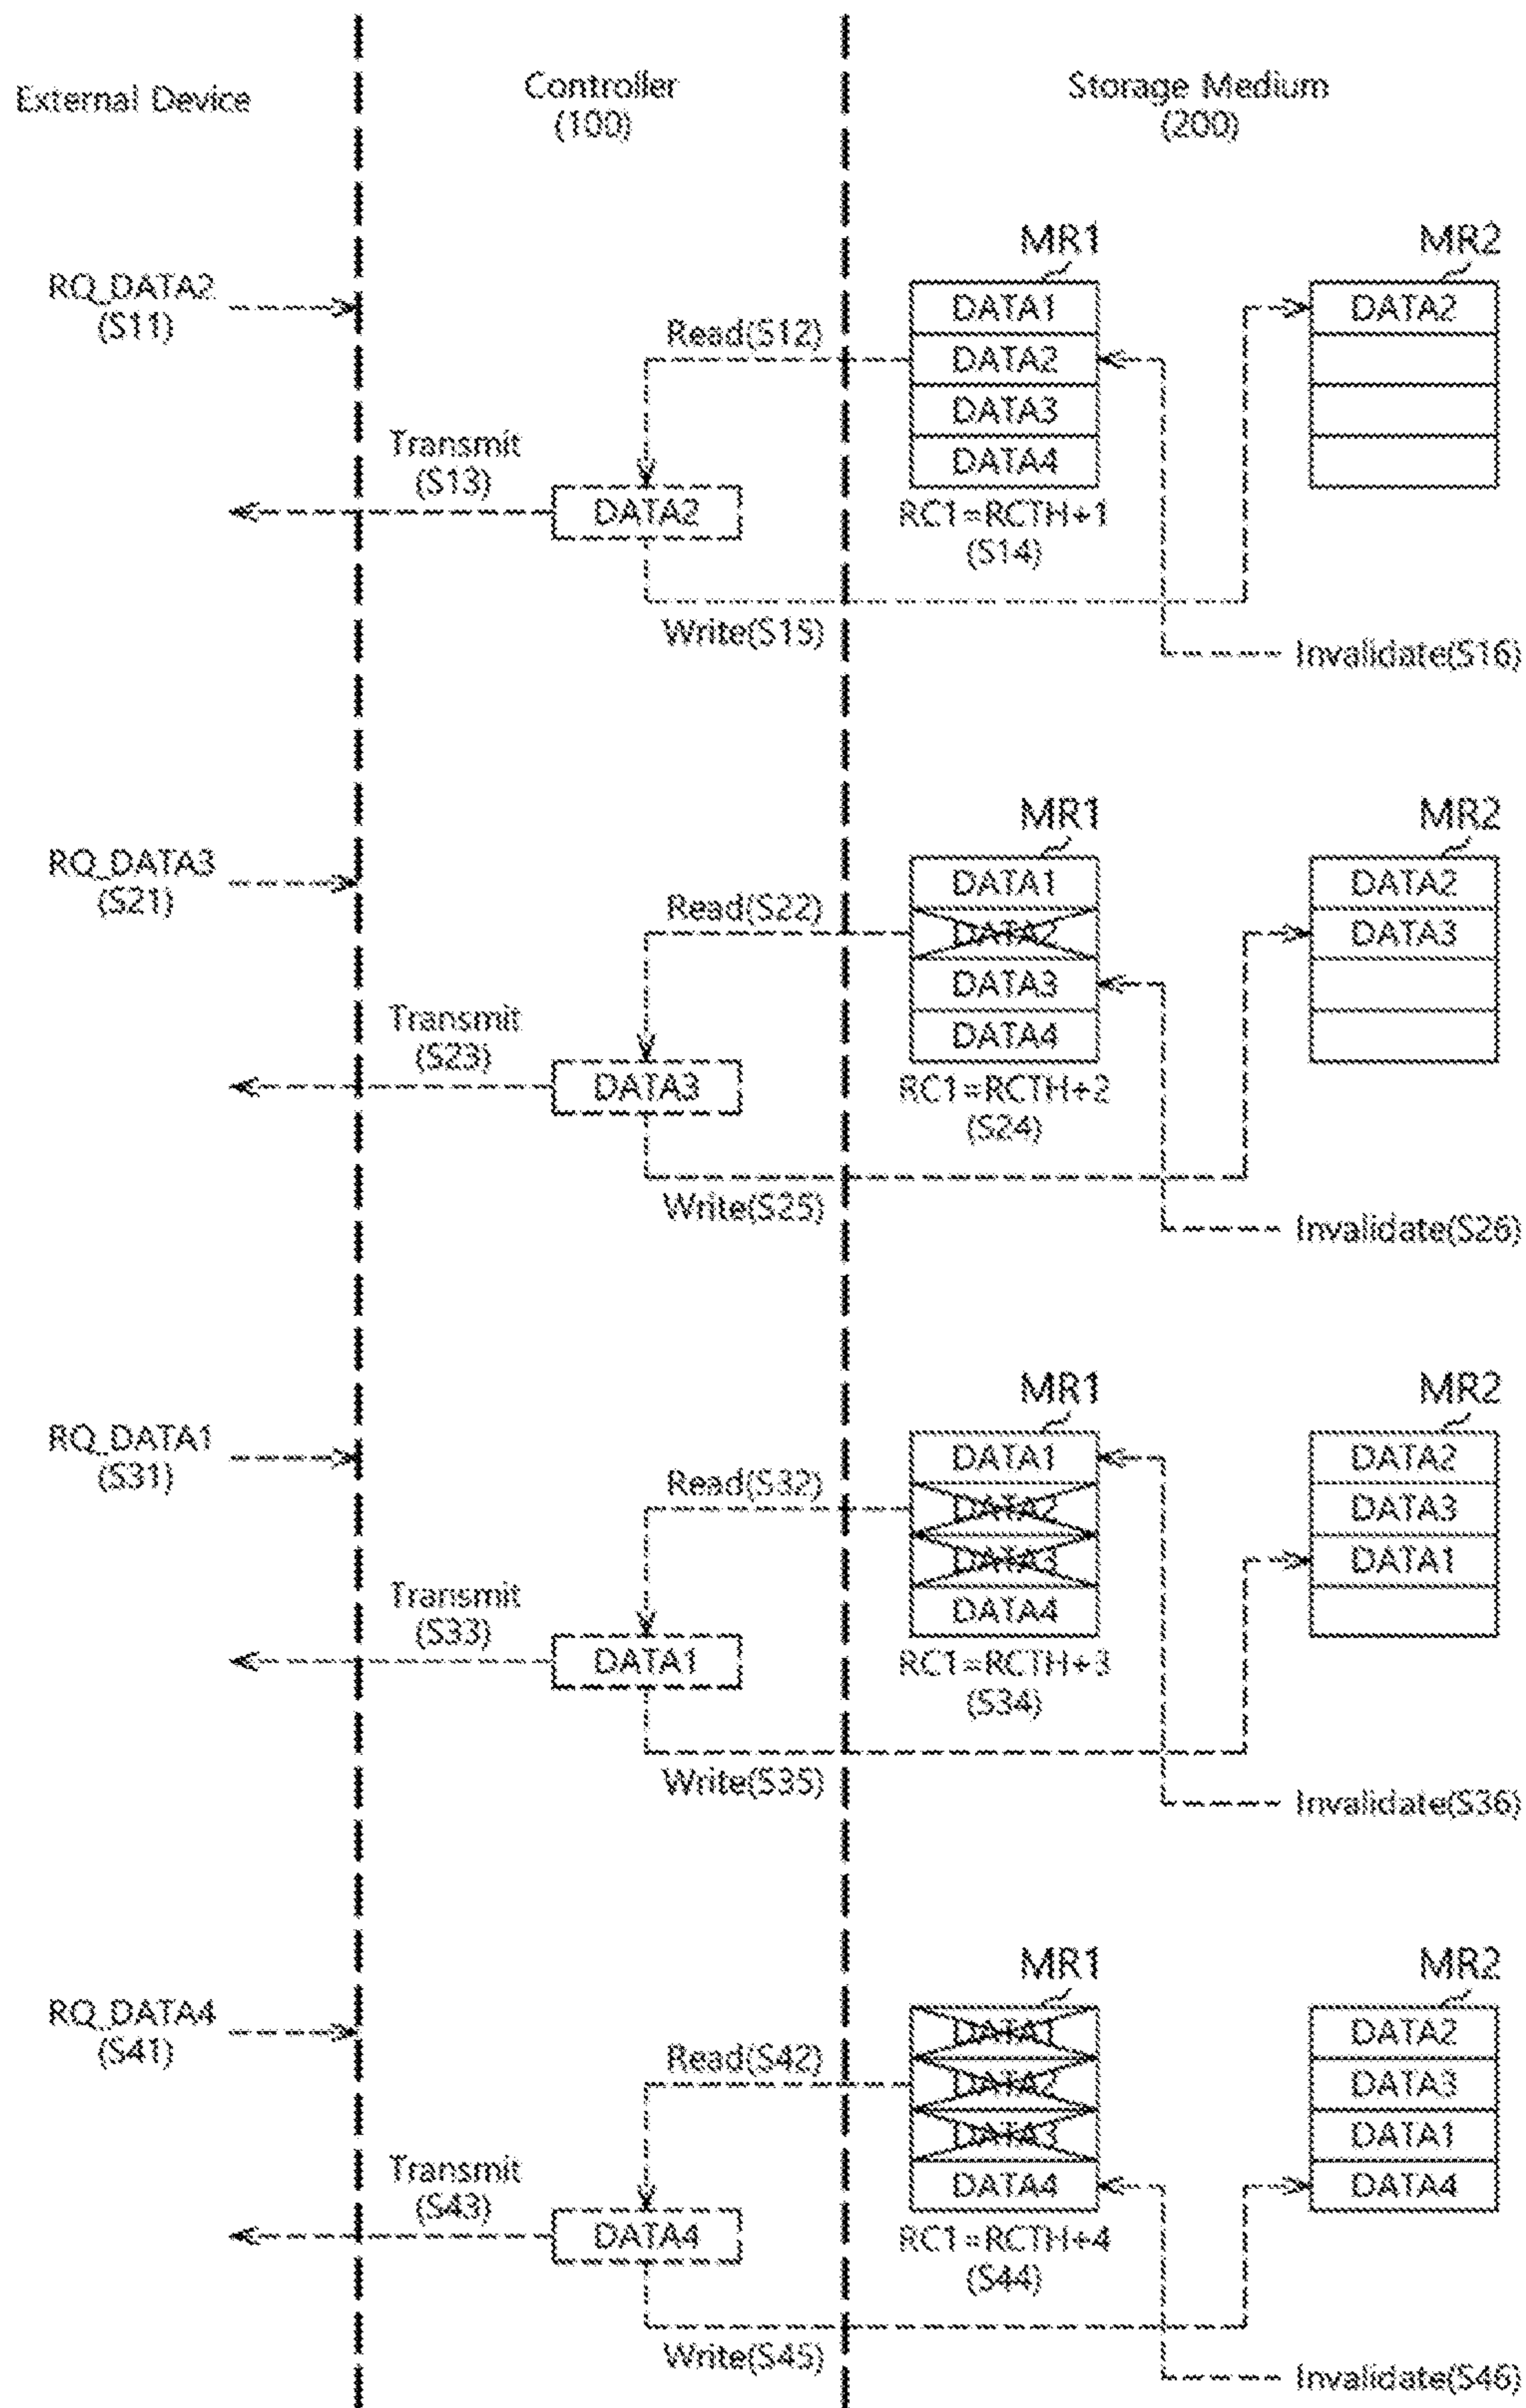 External Device
Controller
(100)
Storage Medium
(200)
MR1
MR2
RQ_DATA2
(S11)
DATA1
DATA2
DATA3
DATA4
DATA2
Read(S12)
Transmit
(S13)
DATA2
RC1=RCTH+1
(S14)
Write(S15)
Invalidate(S16)
MR1
MR2
RQ_DATA3
(S21)
DATA1
DATA2
DATA3
DATA4
DATA2
DATA3
Read(S22)
Transmit
(S23)
DATA3
RC1=RCTH+2
(S24)
Write(S25)
Invalidate(S26)
MR1
MR2
RQ_DATA1
(S31)
DATA1
DATA2
DATA3
DATA4
DATA2
DATA3
DATA1
Read(S32)
Transmit
(S33)
DATA1
RC1=RCTH+3
(S34)
Write(S35)
Invalidate(S36)
MR1
MR2
RQ_DATA4
(S41)
DATA1
DATA2
DATA3
DATA4
DATA2
DATA3
DATA1
DATA4
Read(S42)
Transmit
(S43)
DATA4
RC1=RCTH+4
(S44)
Write(S45)
Invalidate(S46)